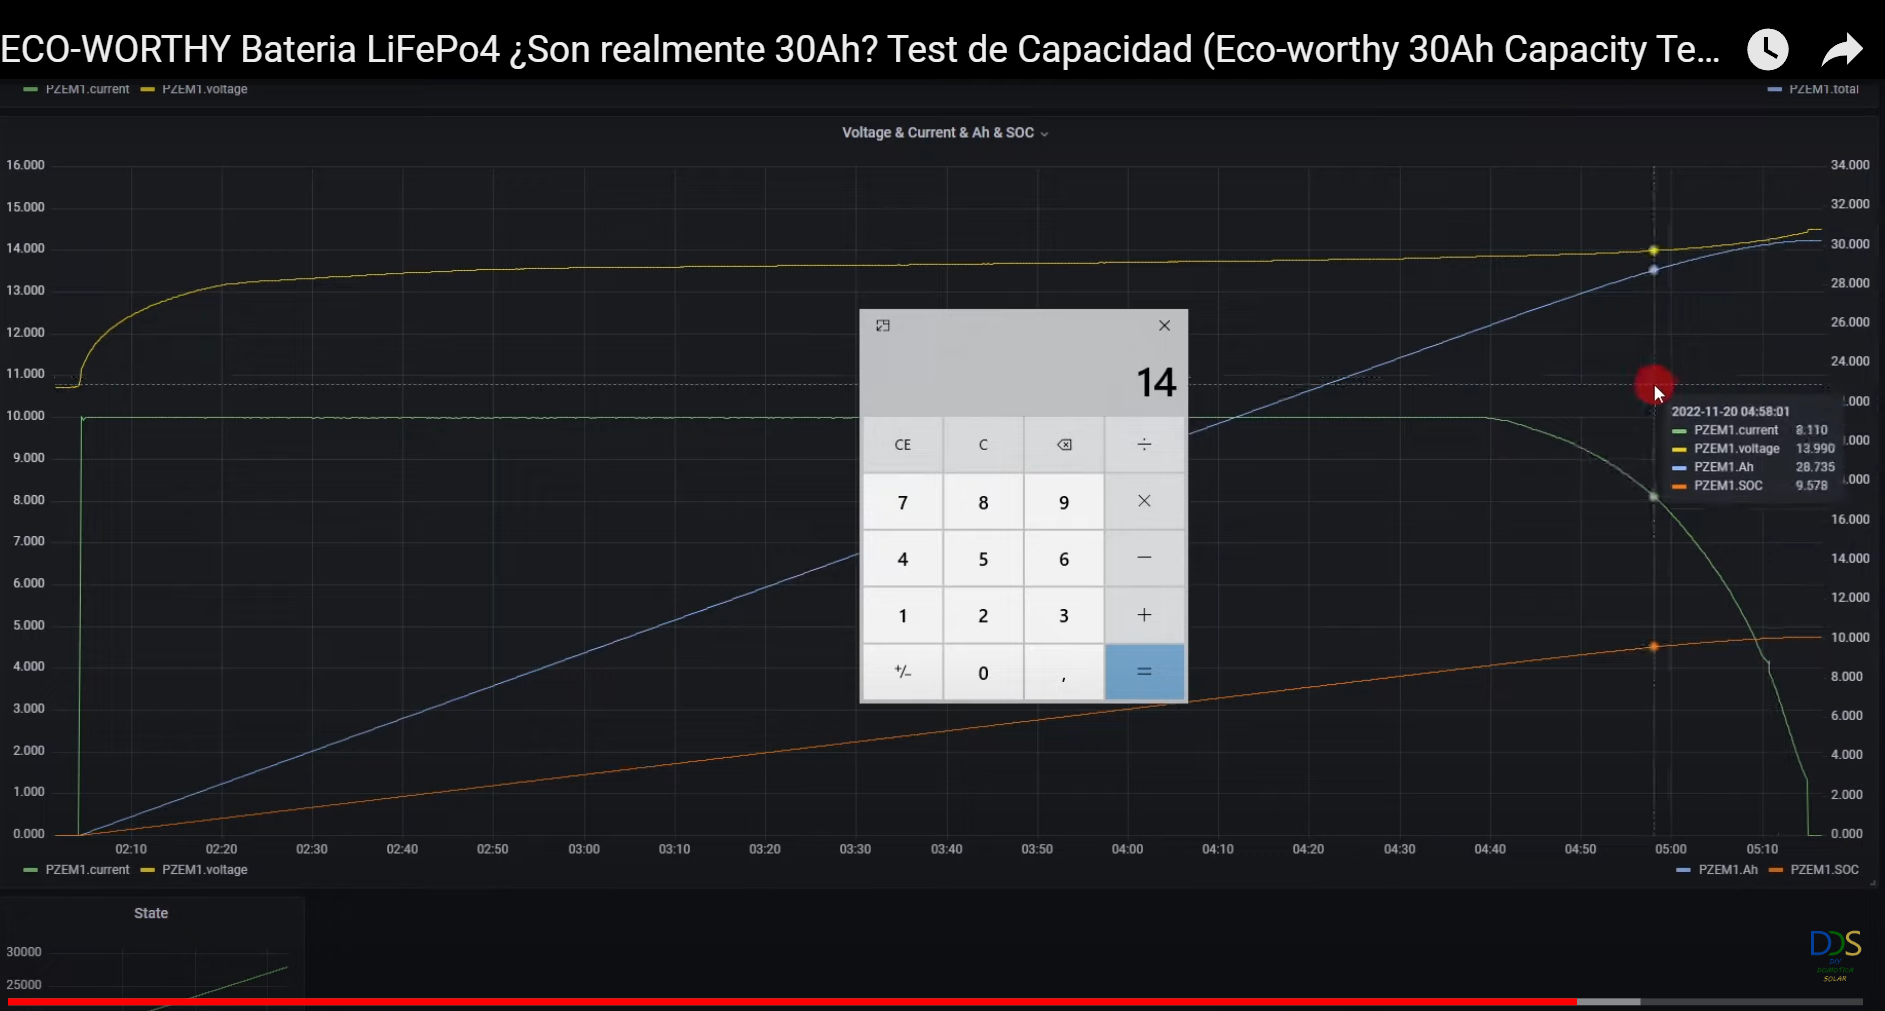 ECO-WORTHY Bateria LiFePo4 ¿Son realmente 30Ah? Test de Capacidad (Eco-worthy 30Ah Capacity Te...
PZEM1.current PZEM1.voltage PZEM1.total
Voltage & Current & Ah & SOC
16.000 34.000
15.000 32.000
14.000 30.000
13.000 28.000
12.000 26.000
11.000 24.000
10.000 .000
9.000 .000
8.000 .000
7.000 16.000
6.000 14.000
5.000 12.000
4.000 10.000
3.000 8.000
2.000 6.000
1.000 4.000
0.000 2.000
0.000
14
CE C ÷
7 8 9 ×
4 5 6 −
1 2 3 +
+/− 0 , =
2022-11-20 04:58:01
PZEM1.current 8.110
PZEM1.voltage 13.990
PZEM1.Ah 28.735
PZEM1.SOC 9.578
02:10 02:20 02:30 02:40 02:50 03:00 03:10 03:20 03:30 03:40 03:50 04:00 04:10 04:20 04:30 04:40 04:50 05:00 05:10
PZEM1.current PZEM1.voltage PZEM1.Ah PZEM1.SOC
State
30000
25000
DDS
DIY
DOMOTICA
SOLAR